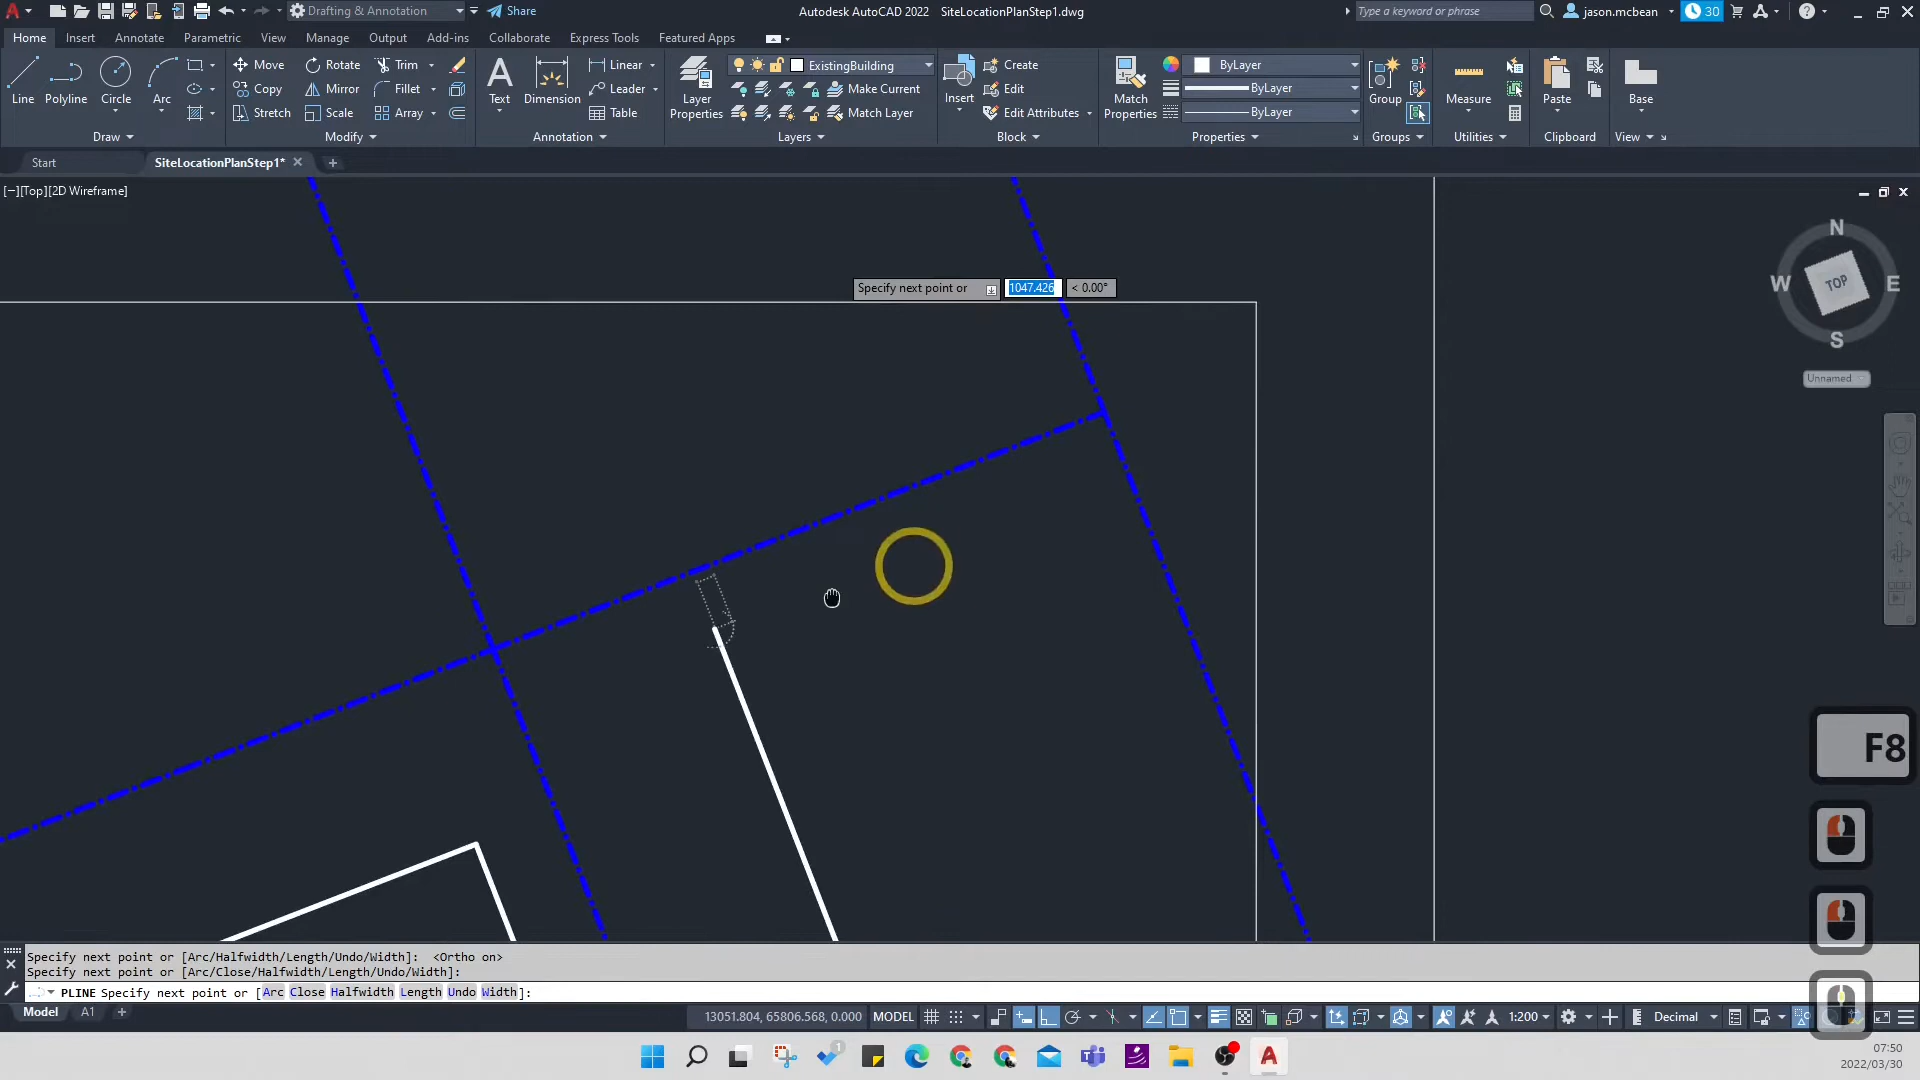 Drafting & Annotation
Share
Autodesk AutoCAD 2022 SiteLocationPlanStep1.dwg
Type a keyword or phrase
jason.mcbean
30
Home Insert Annotate Parametric View Manage Output Add-ins Collaborate Express Tools Featured Apps
Line Polyline Circle Arc
Move Rotate Trim
Copy Mirror Fillet
Stretch Scale Array
Text Dimension
Linear
Leader
Table
Layer Properties
ExistingBuilding
Make Current
Match Layer
Insert
Create
Edit
Edit Attributes
Match Properties
ByLayer
ByLayer
ByLayer
Group
Measure
Paste
Base
Draw Modify Annotation Layers Block Properties Groups Utilities Clipboard View
Start SiteLocationPlanStep1*
[−][Top][2D Wireframe]
N
W TOP E
S
Unnamed
Specify next point or 1047.426 < 0.00°
F8
Specify next point or [Arc/Halfwidth/Length/Undo/Width]: <Ortho on>
Specify next point or [Arc/Close/Halfwidth/Length/Undo/Width]:
PLINE Specify next point or [Arc Close Halfwidth Length Undo Width]:
Model A1
13051.804, 65806.568, 0.000 MODEL
1:200
Decimal
1
07:50
2022/03/30